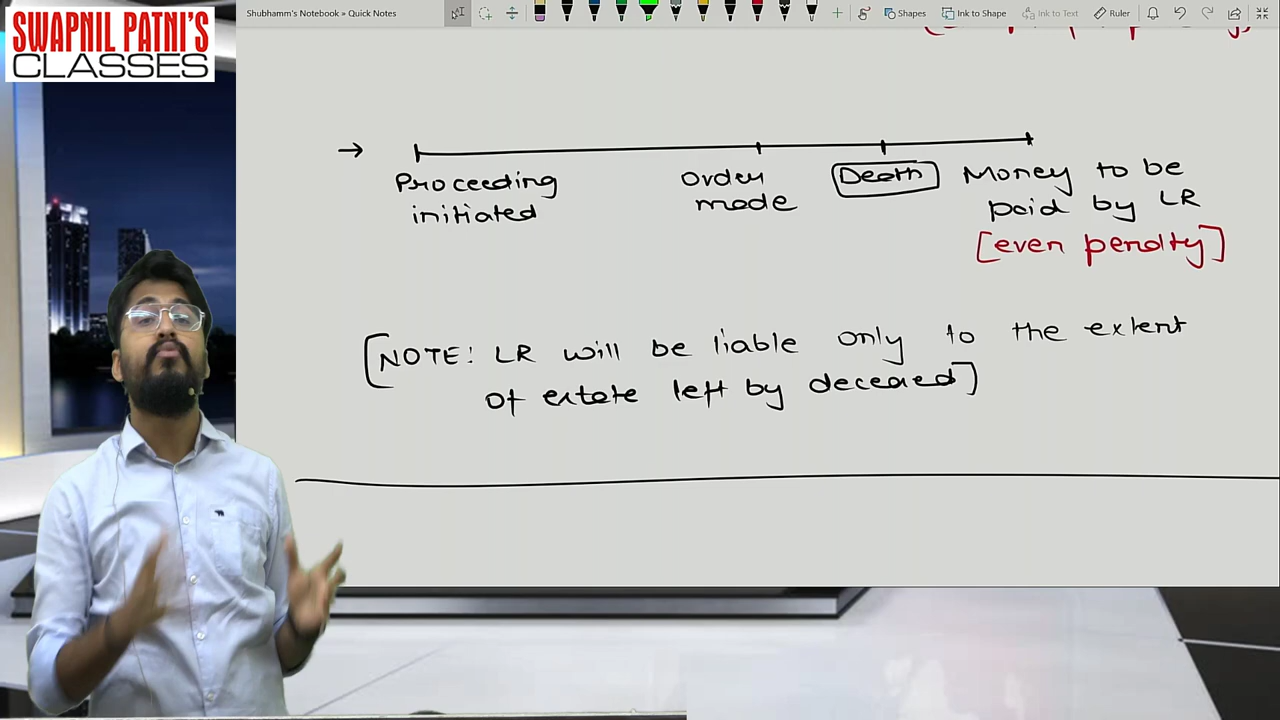 SWAPNIL PATNI'S
CLASSES
Shubhamm's Notebook » Quick Notes
Shapes
Ink to Shape
Ink to Text
Ruler
→
Proceeding
initiated
Order
made
Death
Money to be
paid by LR
[even penalty]
[NOTE: LR will be liable only to the extent
of estate left by deceased]